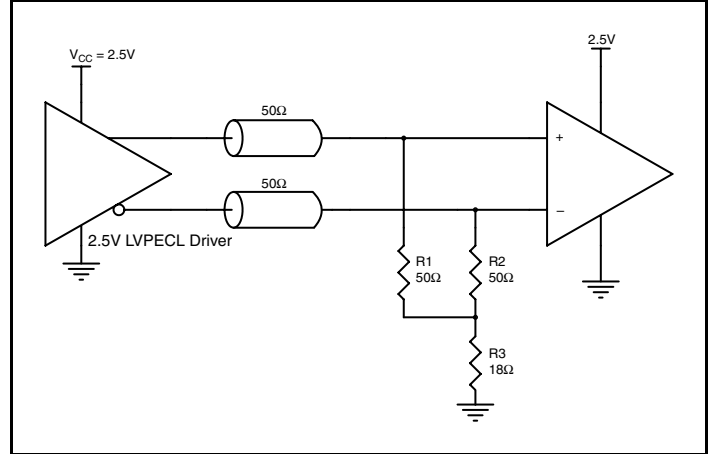 V_CC = 2.5V
2.5V
50Ω
+
50Ω
–
2.5V LVPECL Driver
R1
50Ω
R2
50Ω
R3
18Ω